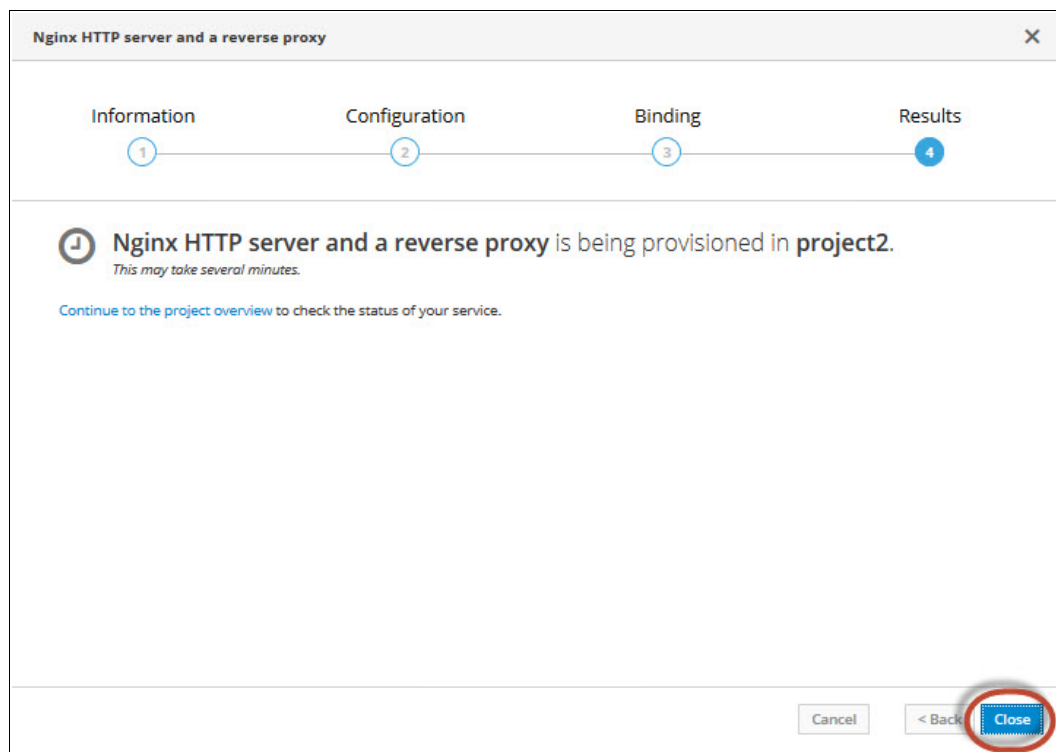 Nginx HTTP server and a reverse proxy
Information Configuration Binding Results
1 2 3 4
Nginx HTTP server and a reverse proxy is being provisioned in project2.
This may take several minutes.
Continue to the project overview to check the status of your service.
Cancel < Back Close